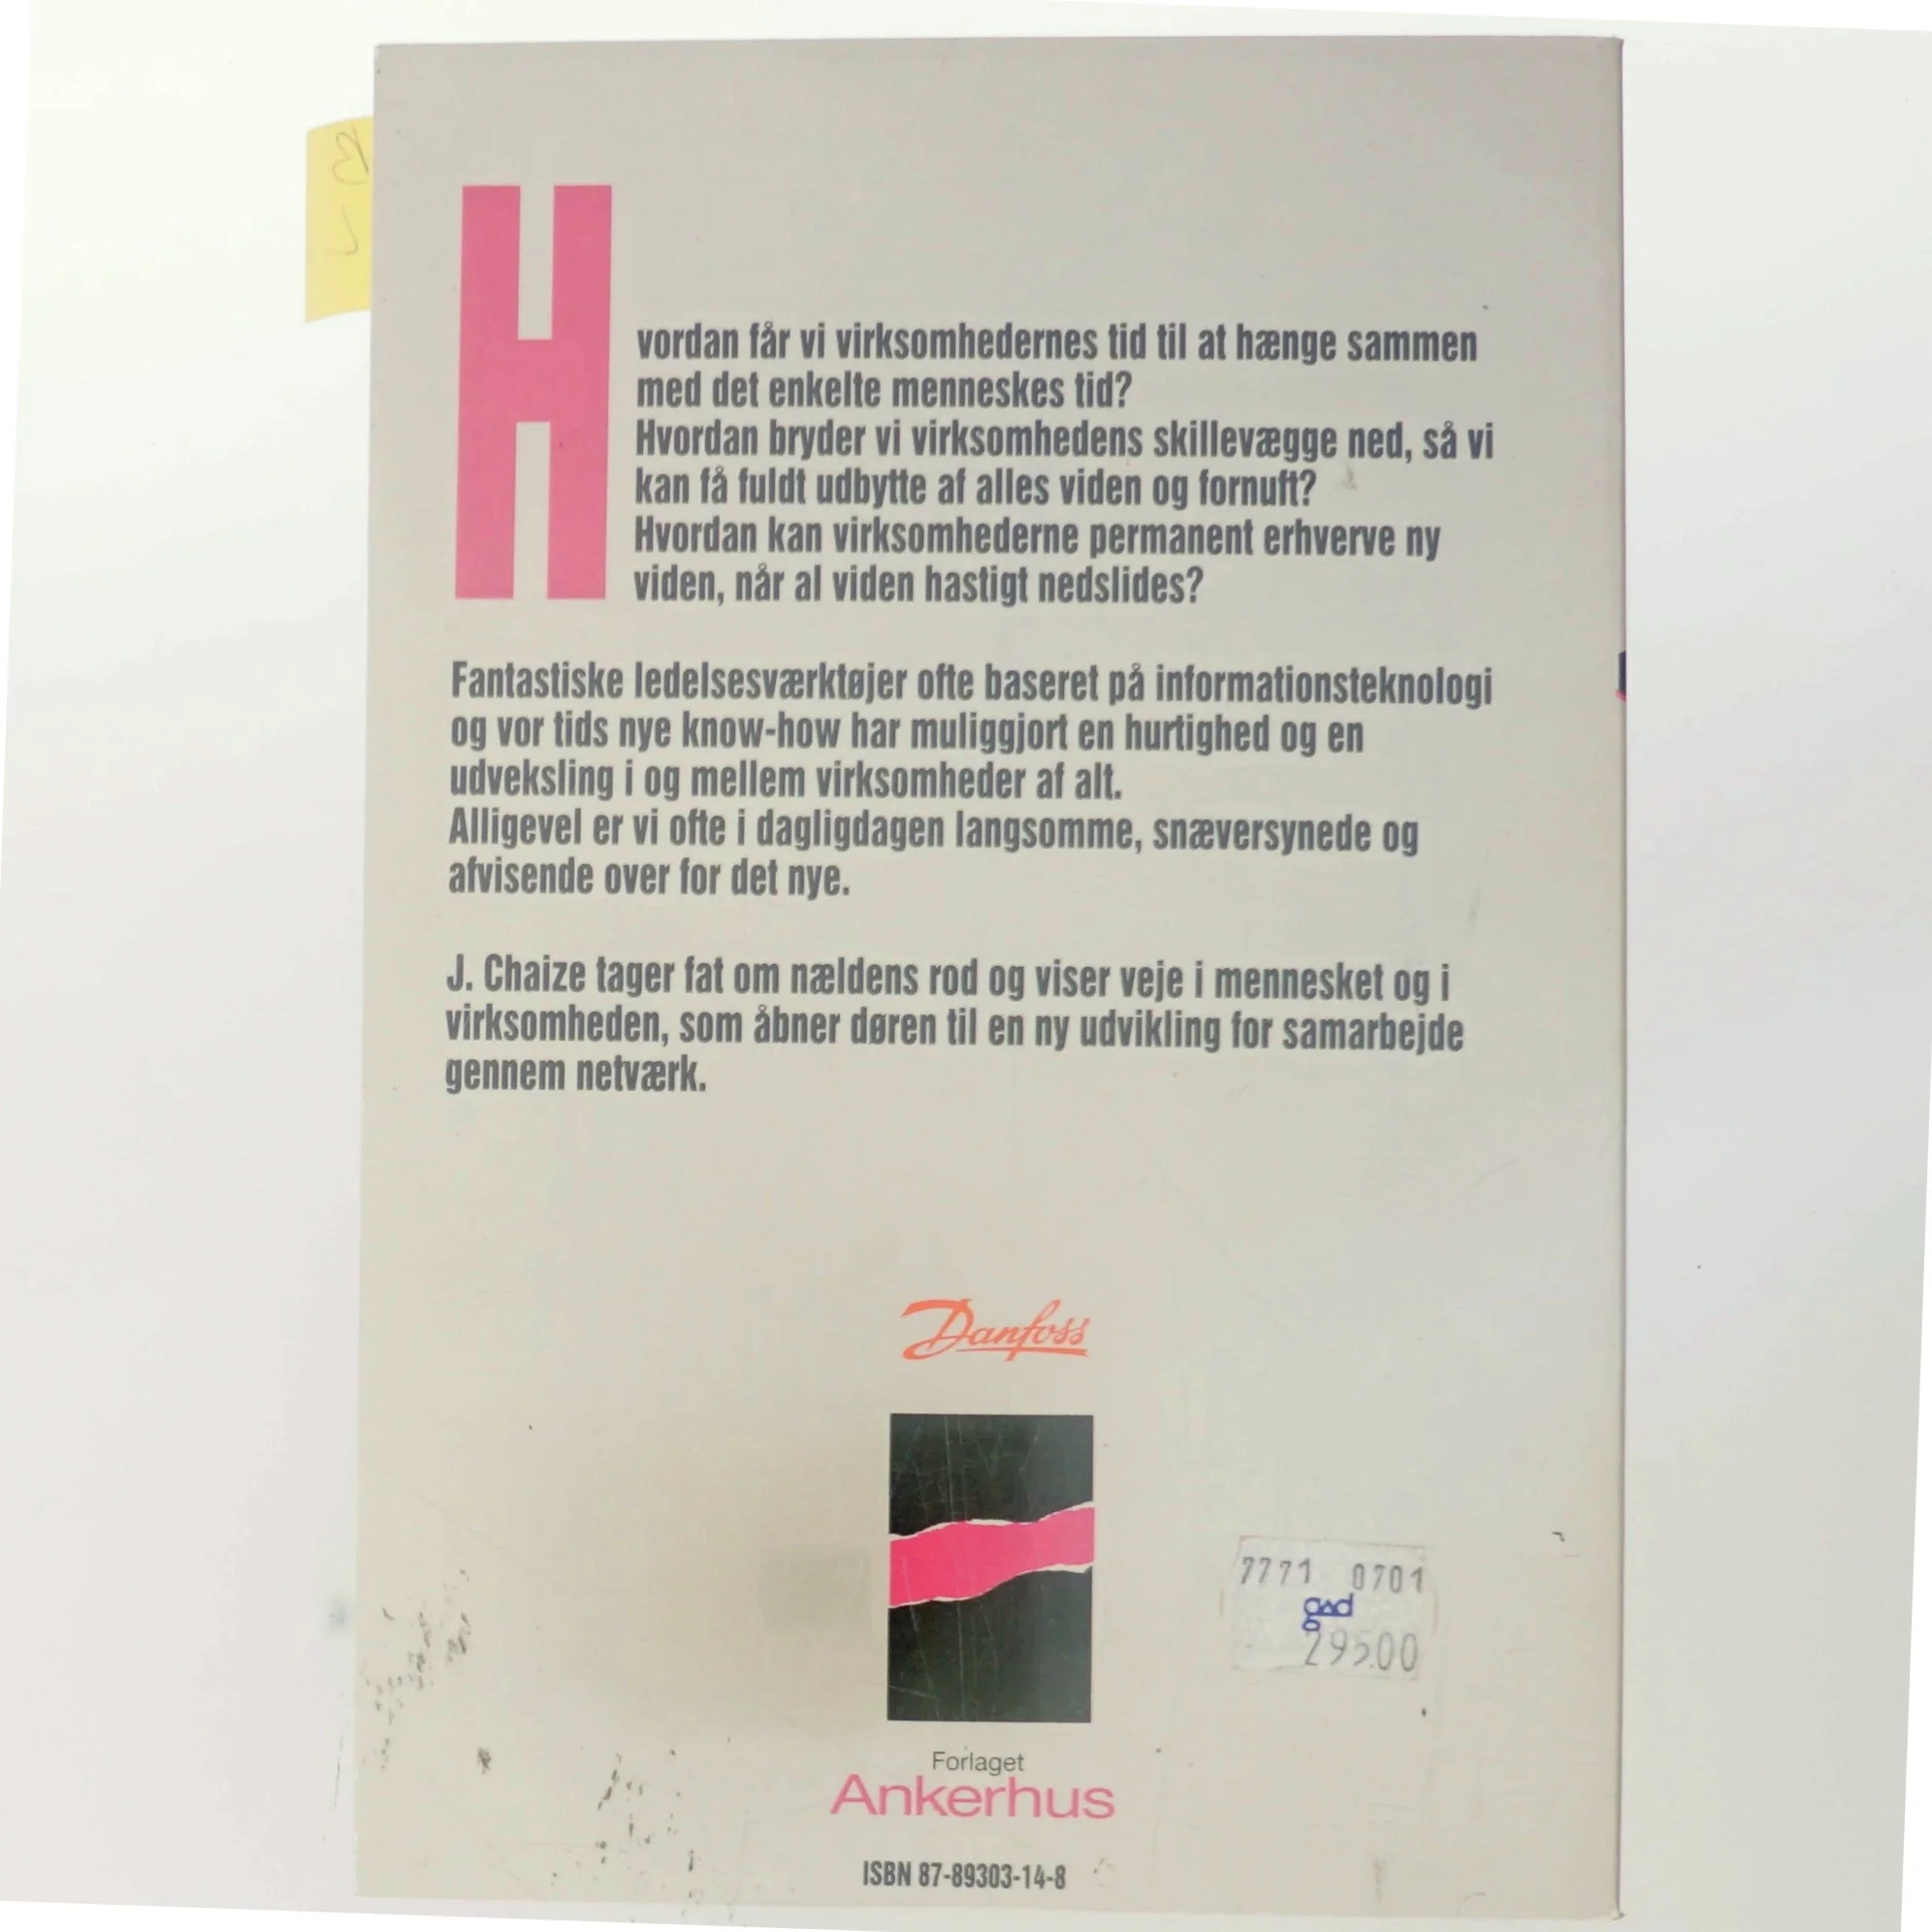 Hvordan får vi virksomhedernes tid til at hænge sammen
med det enkelte menneskes tid?
Hvordan bryder vi virksomhedens skillevægge ned, så vi
kan få fuldt udbytte af alles viden og fornuft?
Hvordan kan virksomhederne permanent erhverve ny
viden, når al viden hastigt nedslides?
Fantastiske ledelsesværktøjer ofte baseret på informationsteknologi
og vor tids nye know-how har muliggjort en hurtighed og en
udveksling i og mellem virksomheder af alt.
Alligevel er vi ofte i dagligdagen langsomme, snæversynede og
afvisende over for det nye.
J. Chaize tager fat om nældens rod og viser veje i mennesket og i
virksomheden, som åbner døren til en ny udvikling for samarbejde
gennem netværk.
Danfoss
7771 0701
gad
295.00
Forlaget
Ankerhus
ISBN 87-89303-14-8